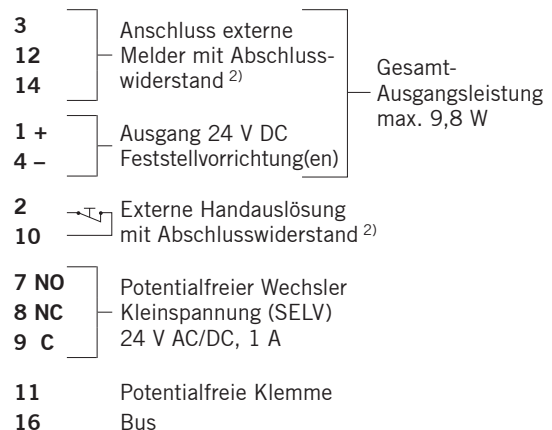 3
12
14
Anschluss externe
Melder mit Abschluss-
widerstand 2)
1 +
4 –
Ausgang 24 V DC
Feststellvorrichtung(en)
Gesamt-
Ausgangsleistung
max. 9,8 W
2
10
Externe Handauslösung
mit Abschlusswiderstand 2)
7 NO
8 NC
9 C
Potentialfreier Wechsler
Kleinspannung (SELV)
24 V AC/DC, 1 A
11 Potentialfreie Klemme
16 Bus